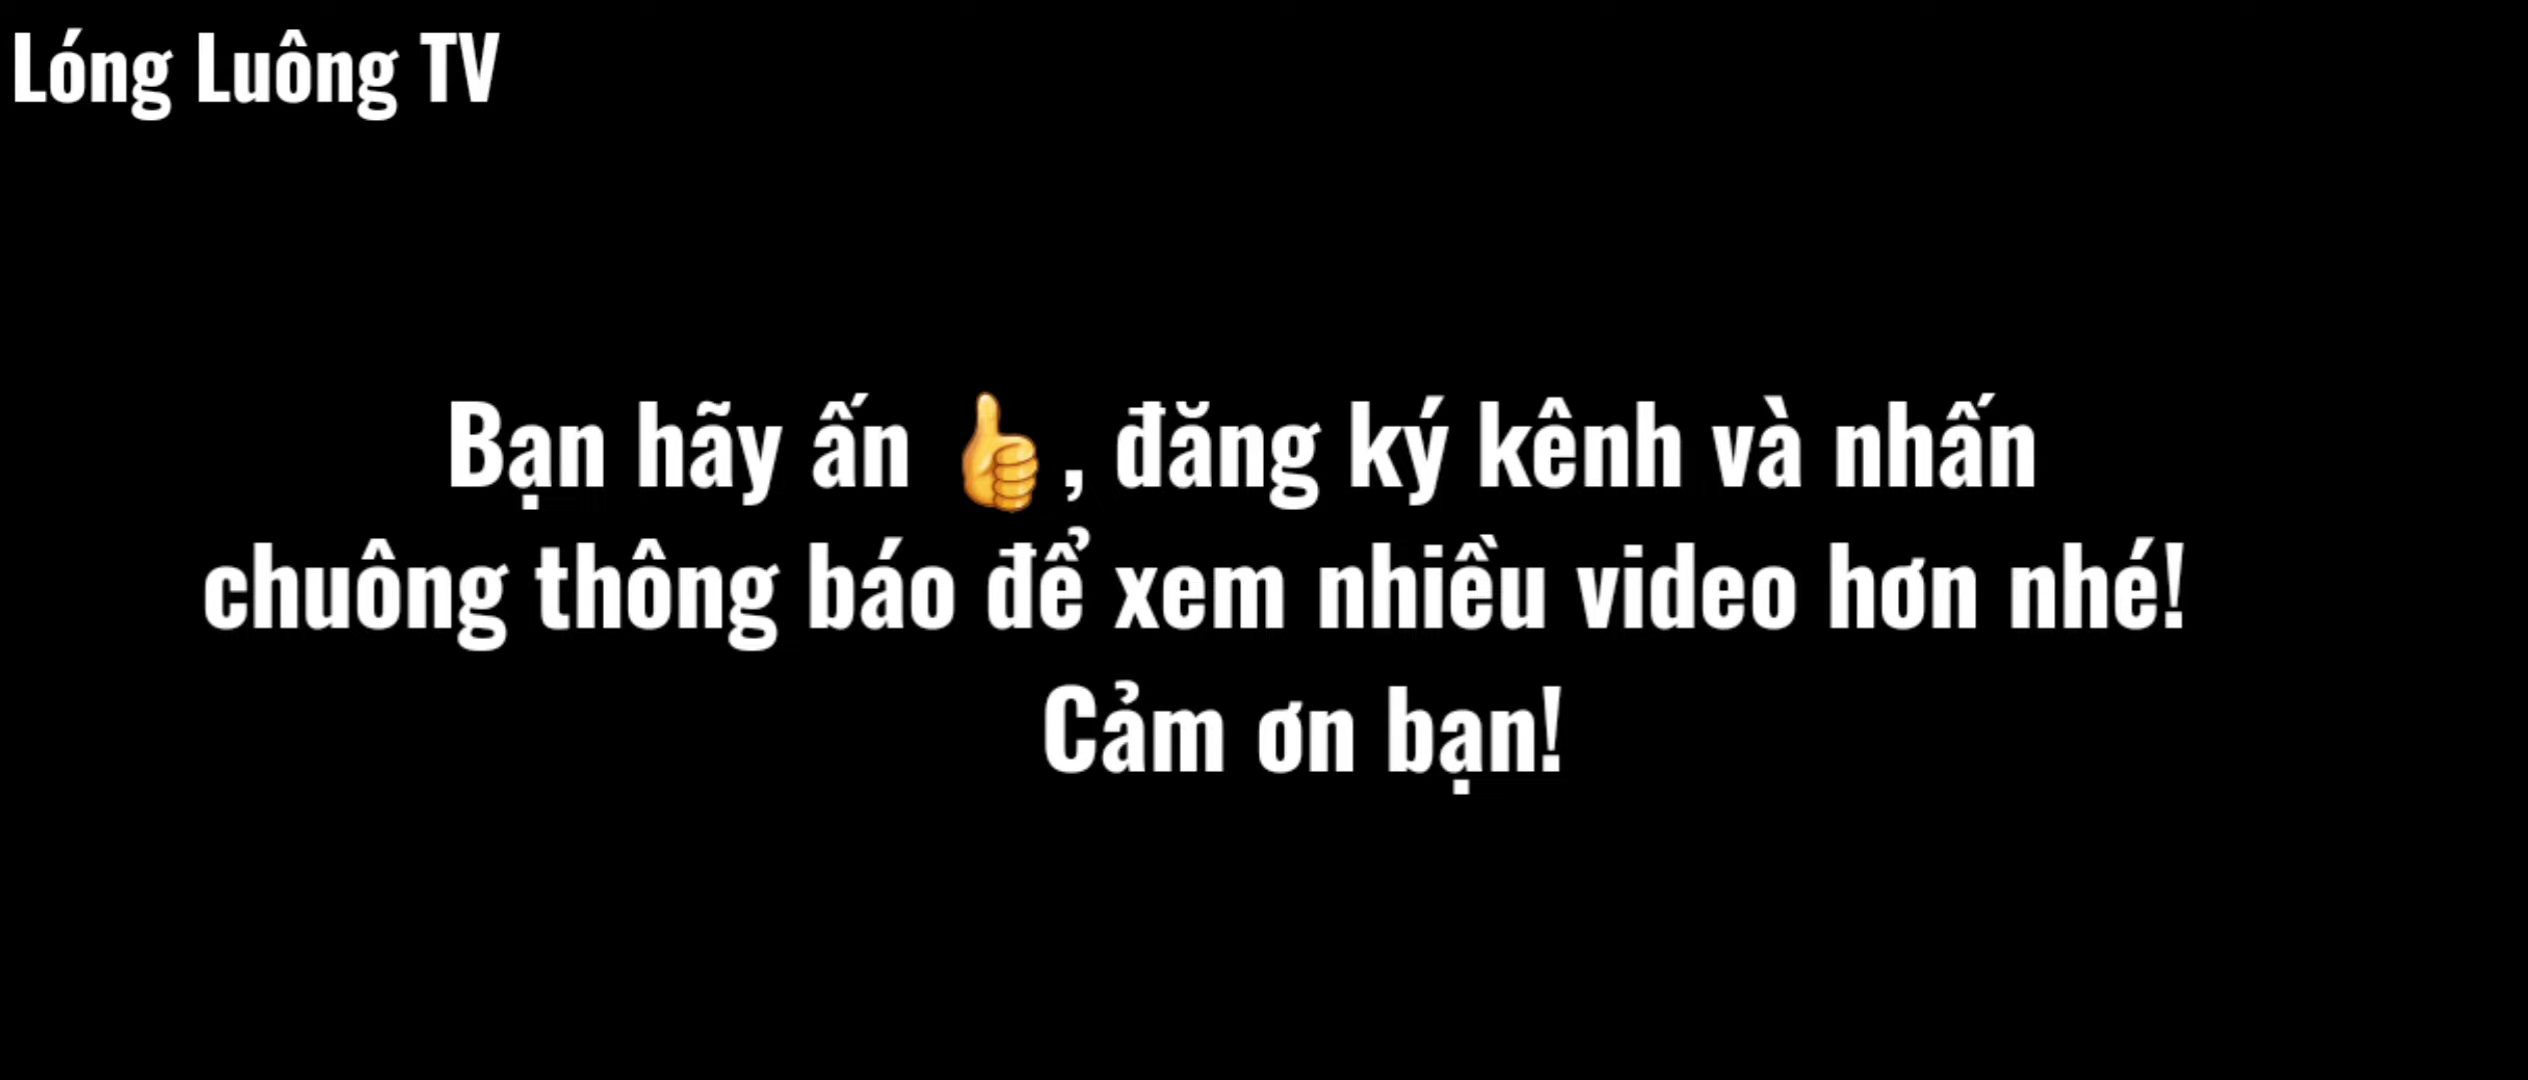 Lóng Luông TV
Bạn hãy ấn 👍, đăng ký kênh và nhấn
chuông thông báo để xem nhiều video hơn nhé!
Cảm ơn bạn!